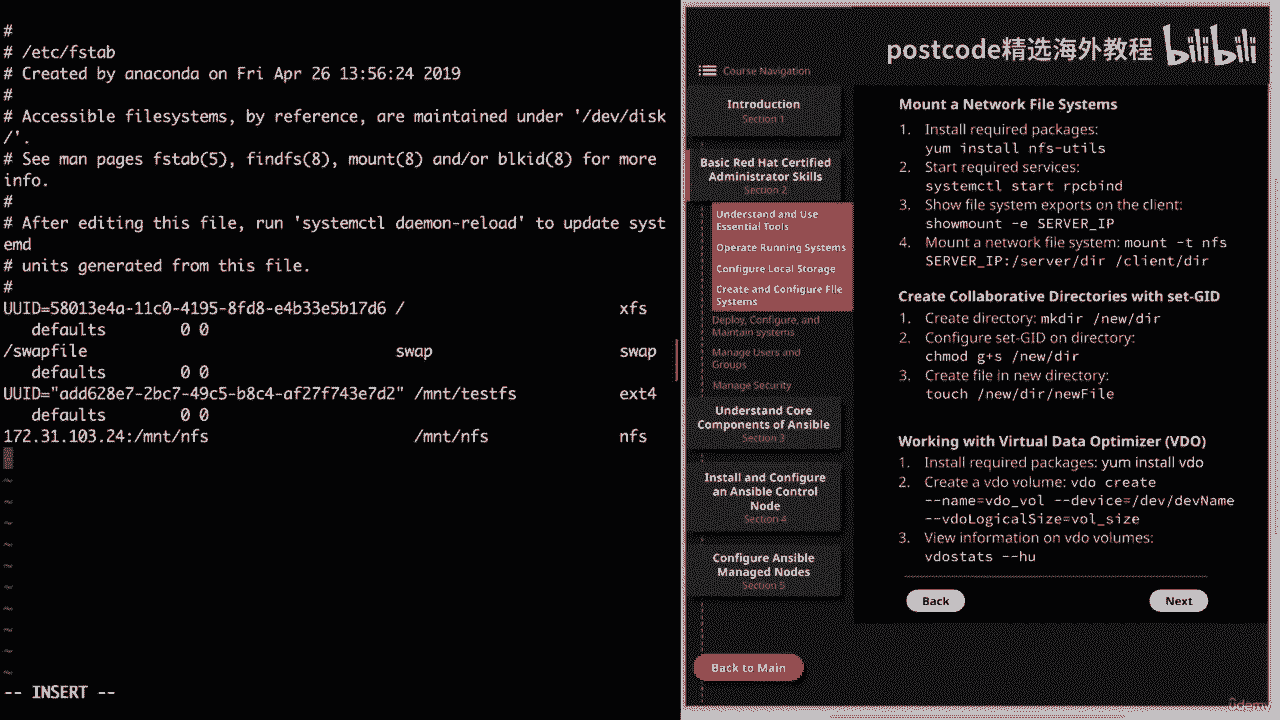 #
# /etc/fstab
# Created by anaconda on Fri Apr 26 13:56:24 2019
#
# Accessible filesystems, by reference, are maintained under '/dev/disk
/'.
# See man pages fstab(5), findfs(8), mount(8) and/or blkid(8) for more
info.
#
# After editing this file, run 'systemctl daemon-reload' to update syst
emd
# units generated from this file.
#
UUID=58013e4a-11c0-4195-8fd8-e4b33e5b17d6 / xfs
defaults 0 0
/swapfile swap swap
defaults 0 0
UUID="add628e7-2bc7-49c5-b8c4-af27f743e7d2" /mnt/testfs ext4
defaults 0 0
172.31.103.24:/mnt/nfs /mnt/nfs nfs
~
~
~
~
~
~
~
~
~
~
-- INSERT --
postcode精选海外教程 bilibili
Course Navigation
Introduction
Section 1
Basic Red Hat Certified
Administrator Skills
Section 2
Understand and Use
Essential Tools
Operate Running Systems
Configure Local Storage
Create and Configure File
Systems
Deploy, Configure, and
Maintain systems
Manage Users and
Groups
Manage Security
Understand Core
Components of Ansible
Section 3
Install and Configure
an Ansible Control
Node
Section 4
Configure Ansible
Managed Nodes
Section 5
Back to Main
Mount a Network File Systems
1. Install required packages:
yum install nfs-utils
2. Start required services:
systemctl start rpcbind
3. Show file system exports on the client:
showmount -e SERVER_IP
4. Mount a network file system: mount -t nfs
SERVER_IP:/server/dir /client/dir
Create Collaborative Directories with set-GID
1. Create directory: mkdir /new/dir
2. Configure set-GID on directory:
chmod g+s /new/dir
3. Create file in new directory:
touch /new/dir/newFile
Working with Virtual Data Optimizer (VDO)
1. Install required packages: yum install vdo
2. Create a vdo volume: vdo create
--name=vdo_vol --device=/dev/devName
--vdoLogicalSize=vol_size
3. View information on vdo volumes:
vdostats --hu
Back
Next
ûdemy